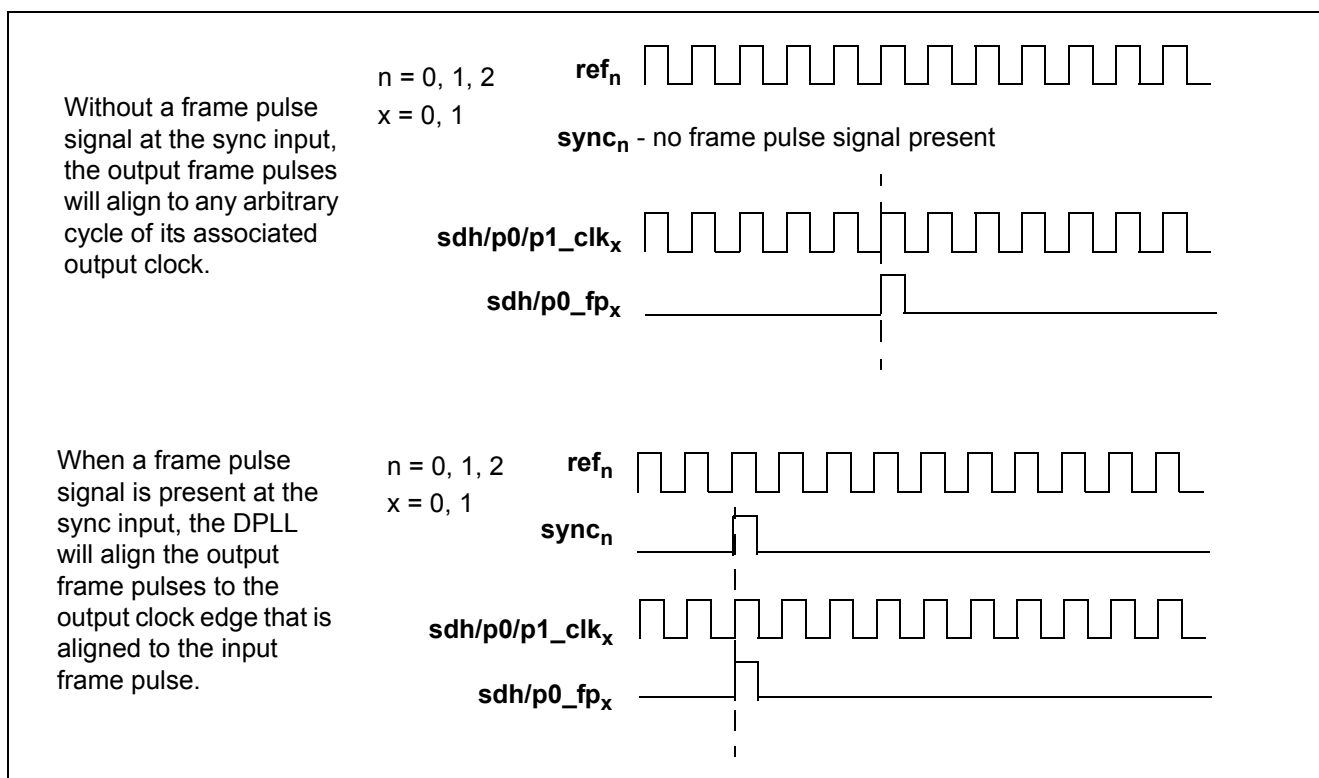 Without a frame pulse
signal at the sync input,
the output frame pulses
will align to any arbitrary
cycle of its associated
output clock.
n = 0, 1, 2
x = 0, 1
refn
syncn - no frame pulse signal present
sdh/p0/p1_clkx
sdh/p0_fpx
When a frame pulse
signal is present at the
sync input, the DPLL
will align the output
frame pulses to the
output clock edge that is
aligned to the input
frame pulse.
n = 0, 1, 2
x = 0, 1
refn
syncn
sdh/p0/p1_clkx
sdh/p0_fpx